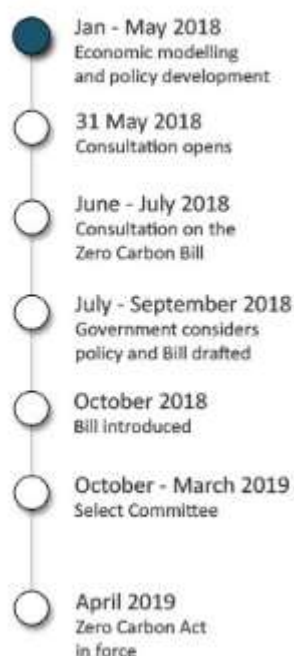 Jan - May 2018
Economic modelling
and policy development
31 May 2018
Consultation opens
June - July 2018
Consultation on the
Zero Carbon Bill
July - September 2018
Government considers
policy and Bill drafted
October 2018
Bill introduced
October - March 2019
Select Committee
April 2019
Zero Carbon Act
in force